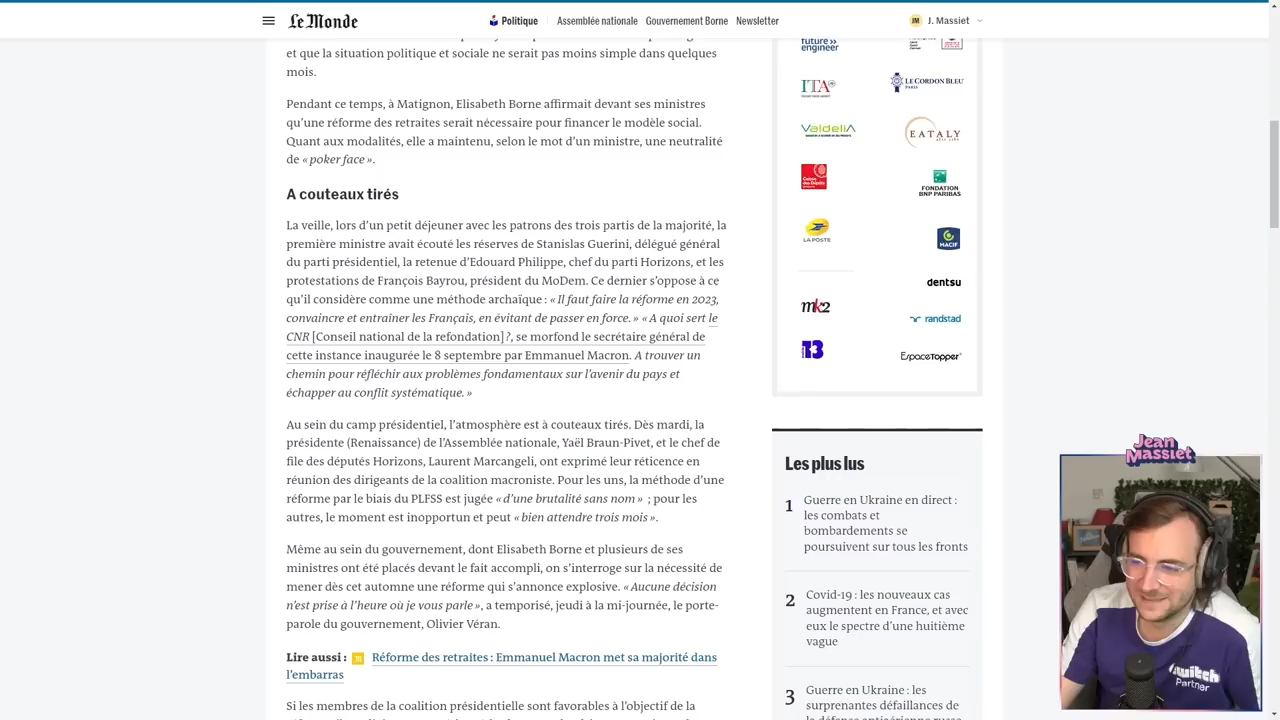 Le Monde
Politique
Assemblée nationale
Gouvernement Borne
Newsletter
JM
J. Massiet
et que la situation politique et sociale ne serait pas moins simple dans quelques
mois.
Pendant ce temps, à Matignon, Elisabeth Borne affirmait devant ses ministres
qu’une réforme des retraites serait nécessaire pour financer le modèle social.
Quant aux modalités, elle a maintenu, selon le mot d’un ministre, une neutralité
de « poker face ».
A couteaux tirés
La veille, lors d’un petit déjeuner avec les patrons des trois partis de la majorité, la
première ministre avait écouté les réserves de Stanislas Guerini, délégué général
du parti présidentiel, la retenue d’Edouard Philippe, chef du parti Horizons, et les
protestations de François Bayrou, président du MoDem. Ce dernier s’oppose à ce
qu’il considère comme une méthode archaïque : « Il faut faire la réforme en 2023,
convaincre et entraîner les Français, en évitant de passer en force. » « A quoi sert le
CNR [Conseil national de la refondation] ?, se morfond le secrétaire général de
cette instance inaugurée le 8 septembre par Emmanuel Macron. A trouver un
chemin pour réfléchir aux problèmes fondamentaux sur l’avenir du pays et
échapper au conflit systématique. »
Au sein du camp présidentiel, l’atmosphère est à couteaux tirés. Dès mardi, la
présidente (Renaissance) de l’Assemblée nationale, Yaël Braun-Pivet, et le chef de
file des députés Horizons, Laurent Marcangeli, ont exprimé leur réticence en
réunion des dirigeants de la coalition macroniste. Pour les uns, la méthode d’une
réforme par le biais du PLFSS est jugée « d’une brutalité sans nom » ; pour les
autres, le moment est inopportun et peut « bien attendre trois mois ».
Même au sein du gouvernement, dont Elisabeth Borne et plusieurs de ses
ministres ont été placés devant le fait accompli, on s’interroge sur la nécessité de
mener dès cet automne une réforme qui s’annonce explosive. « Aucune décision
n’est prise à l’heure où je vous parle », a temporisé, jeudi à la mi-journée, le porte-
parole du gouvernement, Olivier Véran.
Lire aussi : Réforme des retraites : Emmanuel Macron met sa majorité dans
l’embarras
Si les membres de la coalition présidentielle sont favorables à l’objectif de la
future
engineer
ITA
LE CORDON BLEU
PARIS
ValdeliA
EATALY
Caisse
des Dépôts
FONDATION
BNP PARIBAS
LA POSTE
MACIF
dentsu
mk2
randstad
13
ESPACETOPPER
Les plus lus
1 Guerre en Ukraine en direct :
les combats et
bombardements se
poursuivent sur tous les fronts
2 Covid-19 : les nouveaux cas
augmentent en France, et avec
eux le spectre d’une huitième
vague
3 Guerre en Ukraine : les
surprenantes défaillances de
la défense antiaérienne russe
Jean
Massiet
twitch
Partner